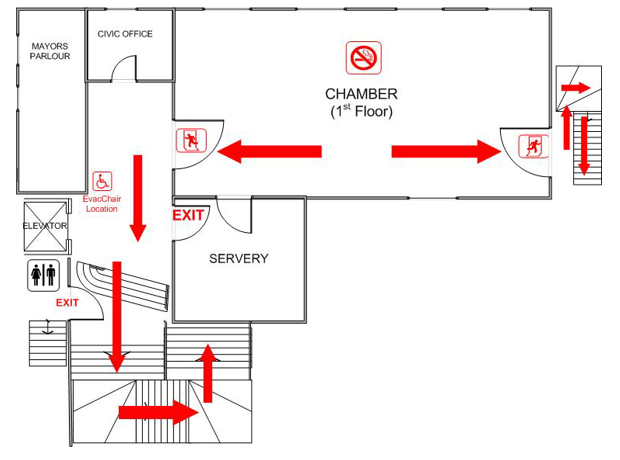 MAYORS
PARLOUR
CIVIC OFFICE
CHAMBER
(1st Floor)
EvacChair
Location
EXIT
ELEVATOR
SERVERY
EXIT